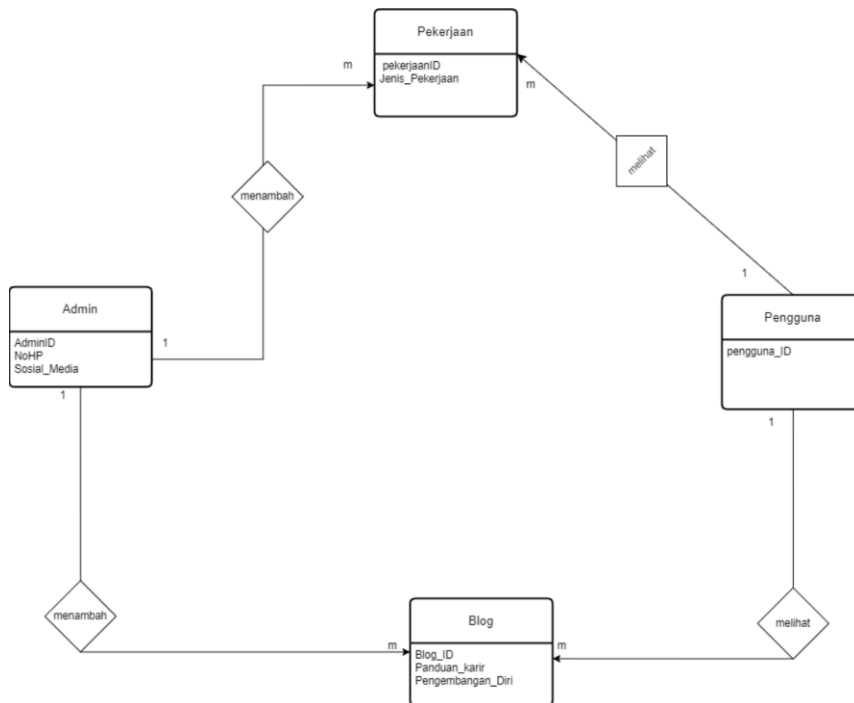 Pekerjaan
pekerjaanID
Jenis_Pekerjaan
m
m
melihat
menambah
1
Admin
AdminID
NoHP
Sosial_Media
1
1
Pengguna
pengguna_ID
1
menambah
m
Blog
Blog_ID
Panduan_karir
Pengembangan_Diri
m
melihat